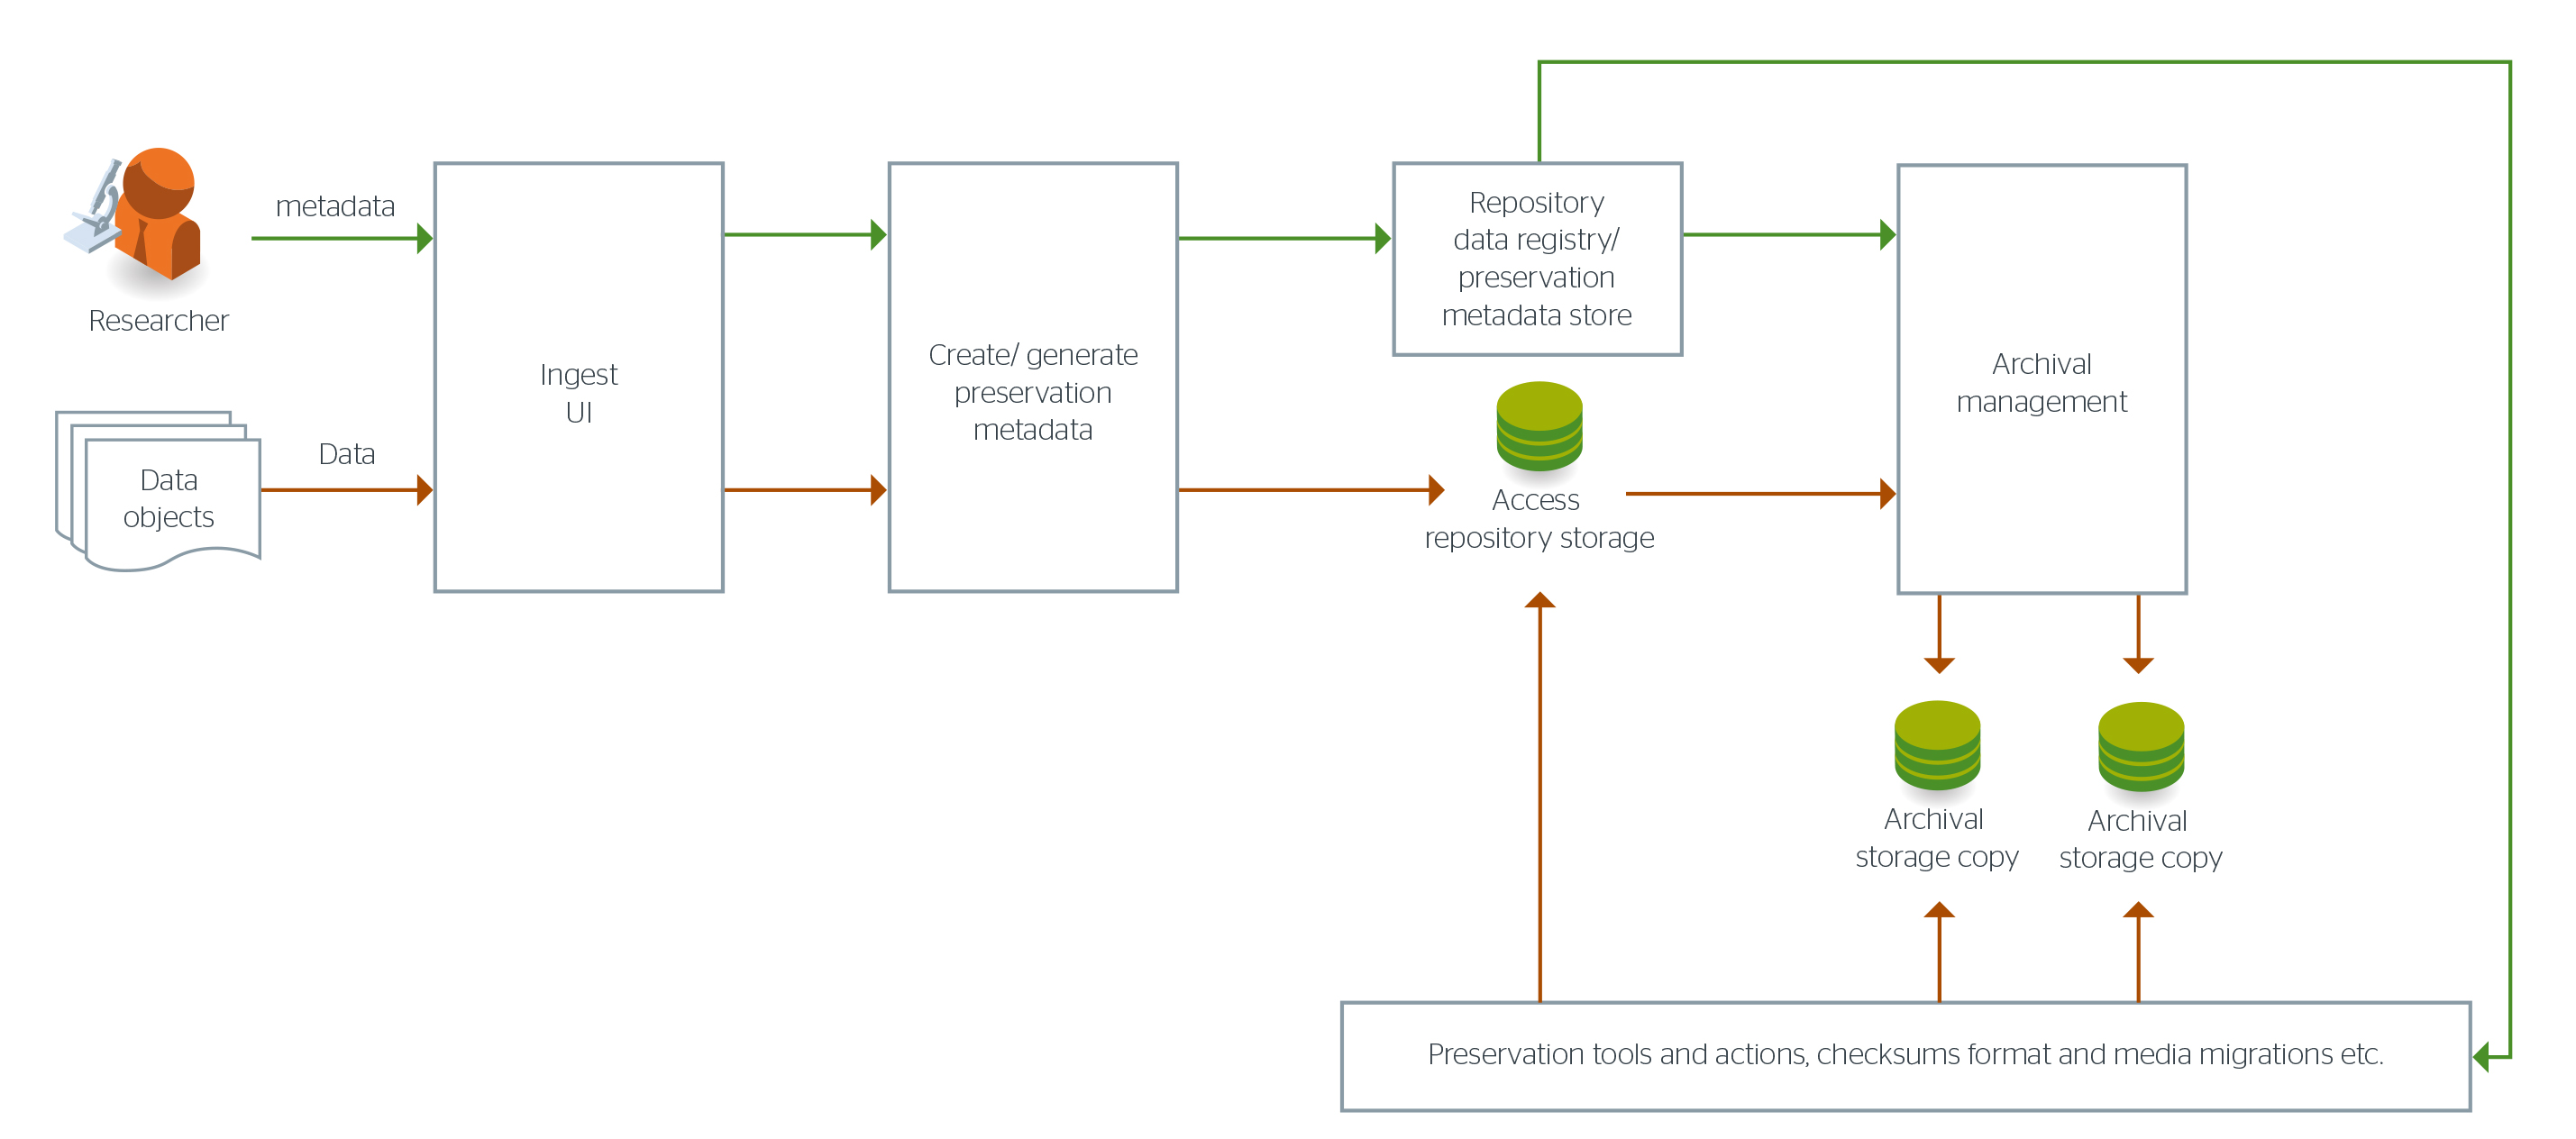 metadata
Researcher
Data
objects
Data
Ingest
UI
Create/ generate
preservation
metadata
Repository
data registry/
preservation
metadata store
Access
repository storage
Archival
management
Archival
storage copy
Archival
storage copy
Preservation tools and actions, checksums format and media migrations etc.